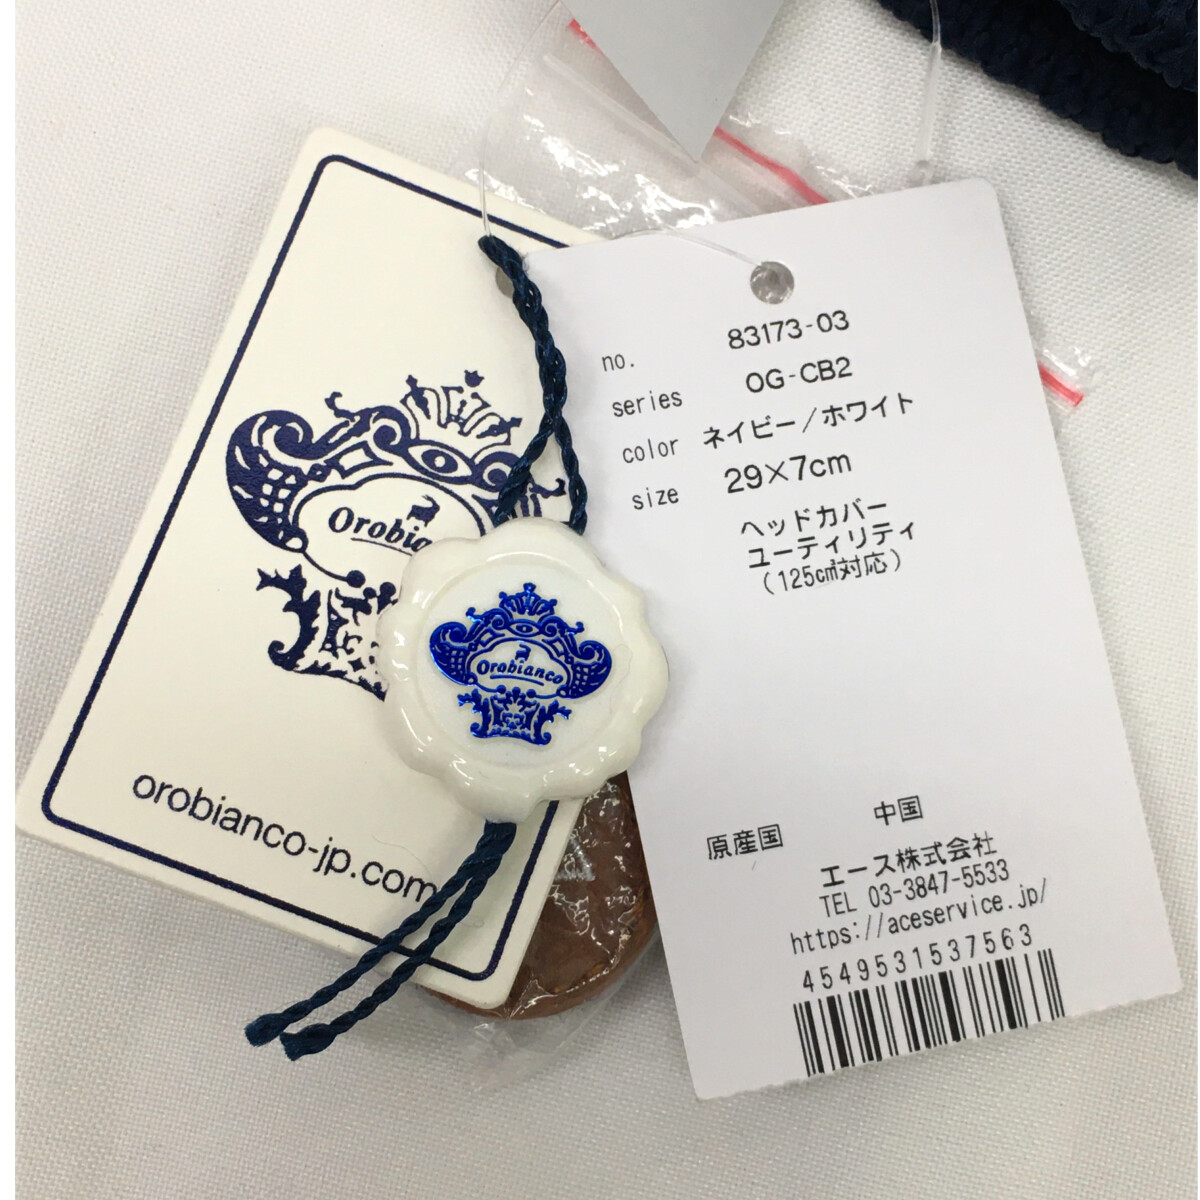 Orobia
orobianco-jp.com
Orobianco
no. 83173-03
series OG-CB2
color ネイビー/ホワイト
size 29×7cm
ヘッドカバー
ユーティリティ
(125c㎥対応)
原産国 中国
エース株式会社
TEL 03-3847-5533
https://aceservice.jp/
4549531537563